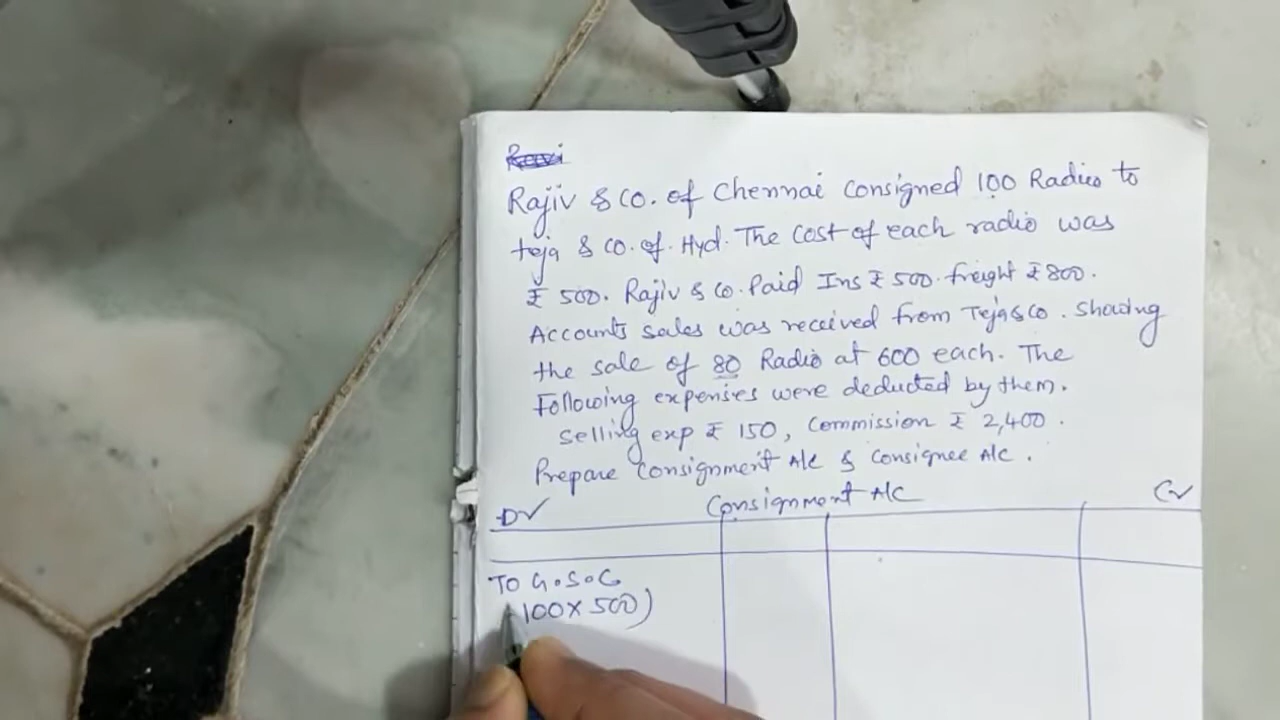 Ravi
Rajiv & Co. of Chennai Consigned 100 Radios to
teja & co. of. Hyd. The cost of each radio was
₹ 500. Rajiv & Co. Paid Ins ₹ 500. freight ₹ 800.
Accounts sales was received from Teja & Co. Showing
the sale of 80 Radio at 600 each. The
Following expenses were deducted by them.
Selling exp ₹ 150, Commission ₹ 2,400.
Prepare Consignment A/c & Consignee A/c.
Dr Consignment A/C Cr
To G.S.O.C
100 x 500)